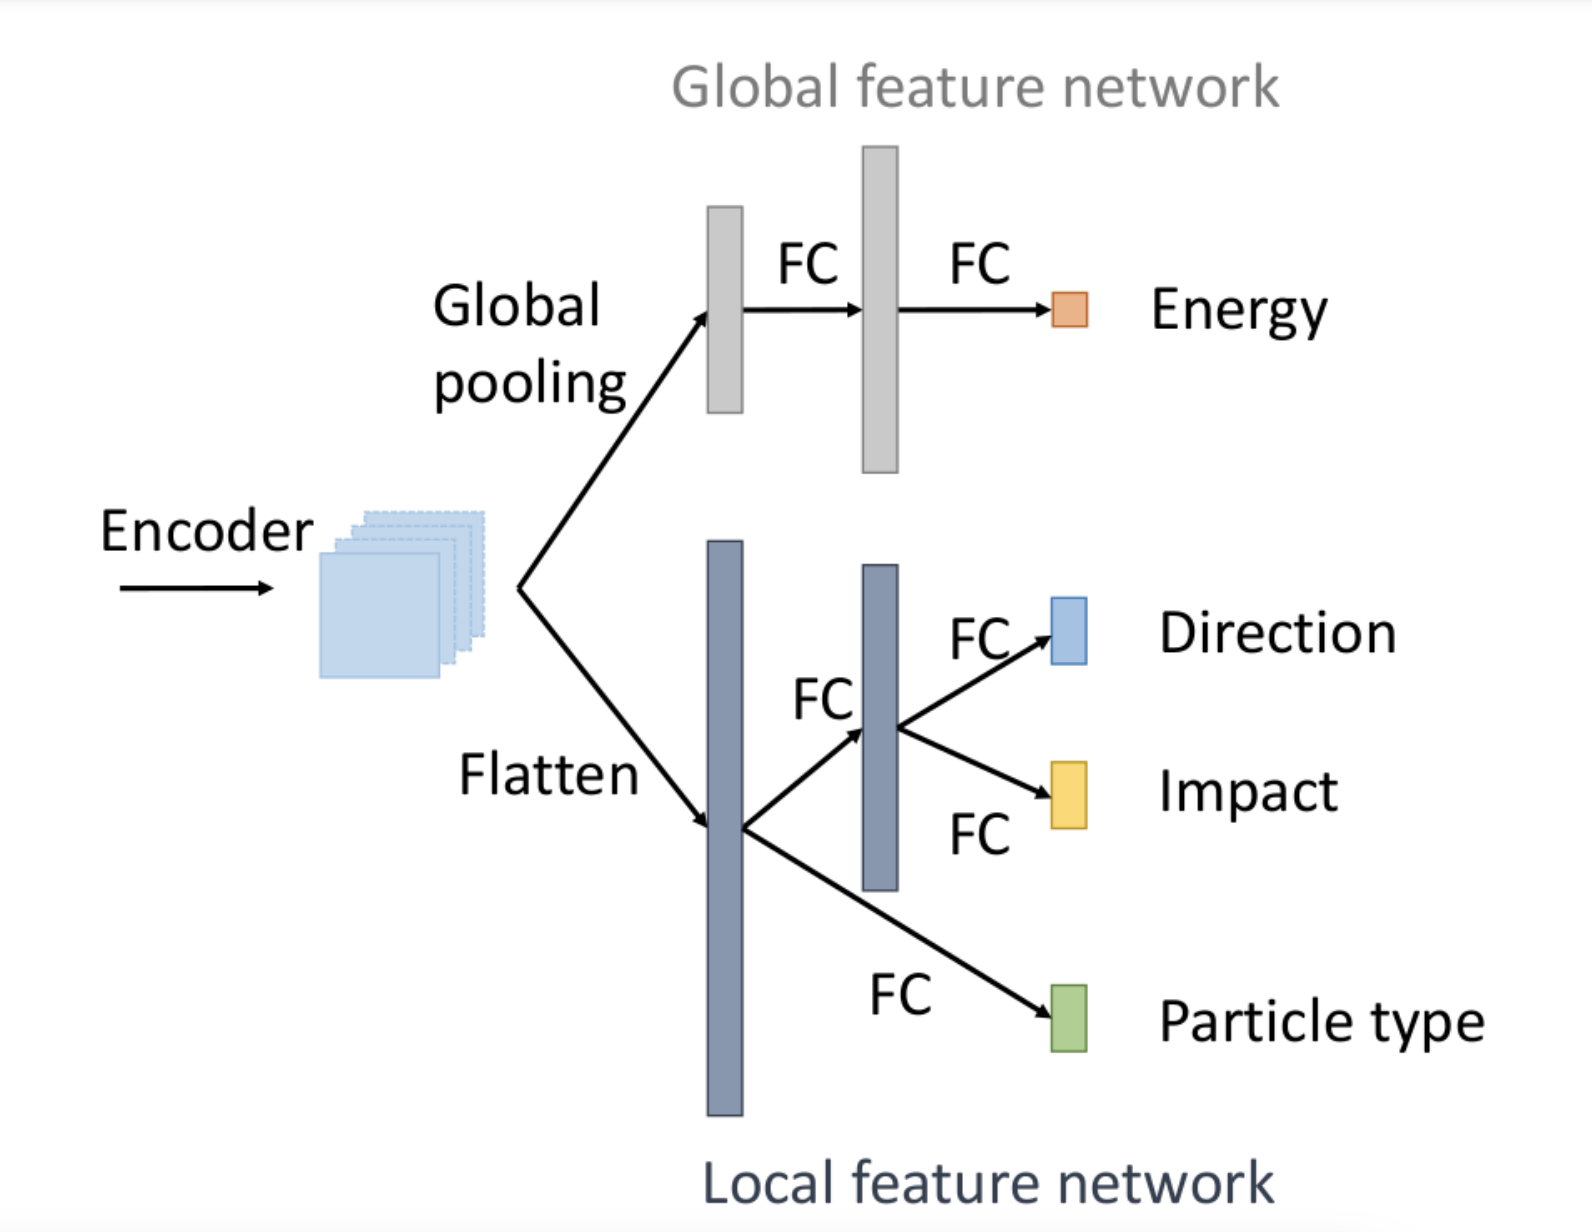 Global feature network
FC
FC
Global
pooling
Energy
Encoder
FC
Direction
FC
Flatten
Impact
FC
FC
Particle type
Local feature network